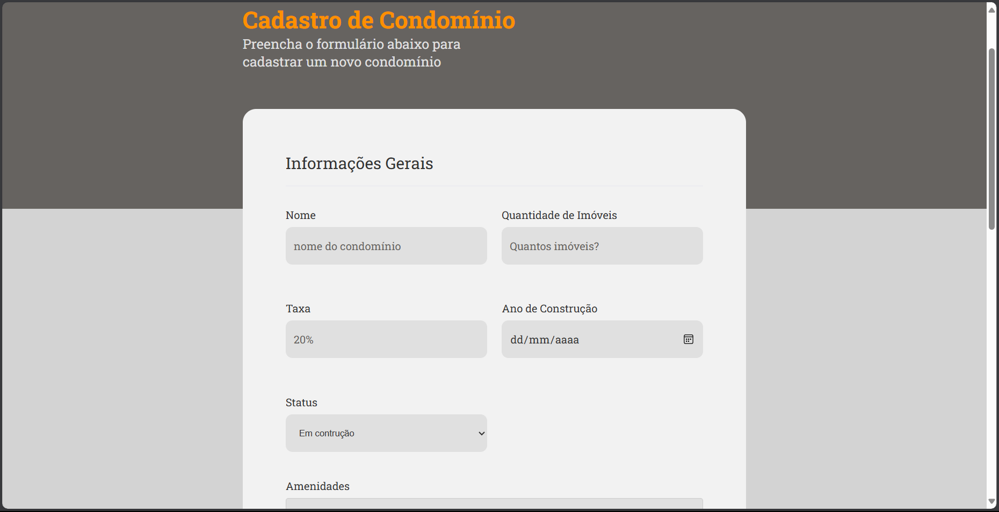 Cadastro de Condomínio
Preencha o formulário abaixo para
cadastrar um novo condomínio
Informações Gerais
Nome
Quantidade de Imóveis
nome do condomínio
Quantos imóveis?
Taxa
Ano de Construção
20%
dd/mm/aaaa
Status
Em contrução
Amenidades